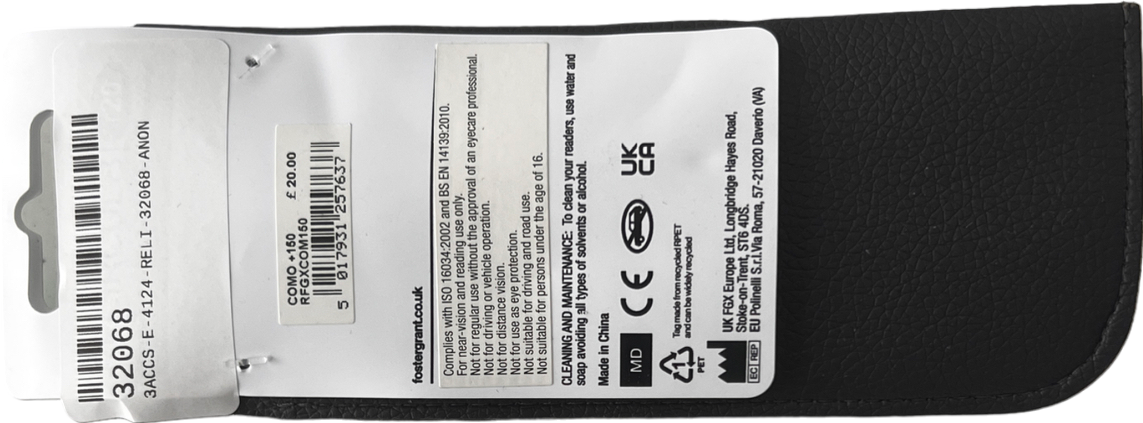 32068
3ACCS-E-4124-RELI-32068-ANON
COMO +150 £ 20.00
RFGXCOM150
5 017931 257637
fostergrant.co.uk
Complies with ISO 16034:2002 and BS EN 14139:2010.
For near-vision and reading use only.
Not for regular use without the approval of an eyecare professional.
Not for driving or vehicle operation.
Not for distance vision.
Not for use as eye protection.
Not suitable for driving and road use.
Not suitable for persons under the age of 16.
CLEANING AND MAINTENANCE: To clean your readers, use water and
soap avoiding all types of solvents or alcohol.
Made in China
MD CE UK
CA
1
PET
Tag made from recycled RPET
and can be widely recycled
EC REP
UK FGX Europe Ltd, Longbridge Hayes Road,
Stoke-on-Trent, ST6 4DS.
EU Polinelli S.r.l Via Roma, 57-21020 Daverio (VA)